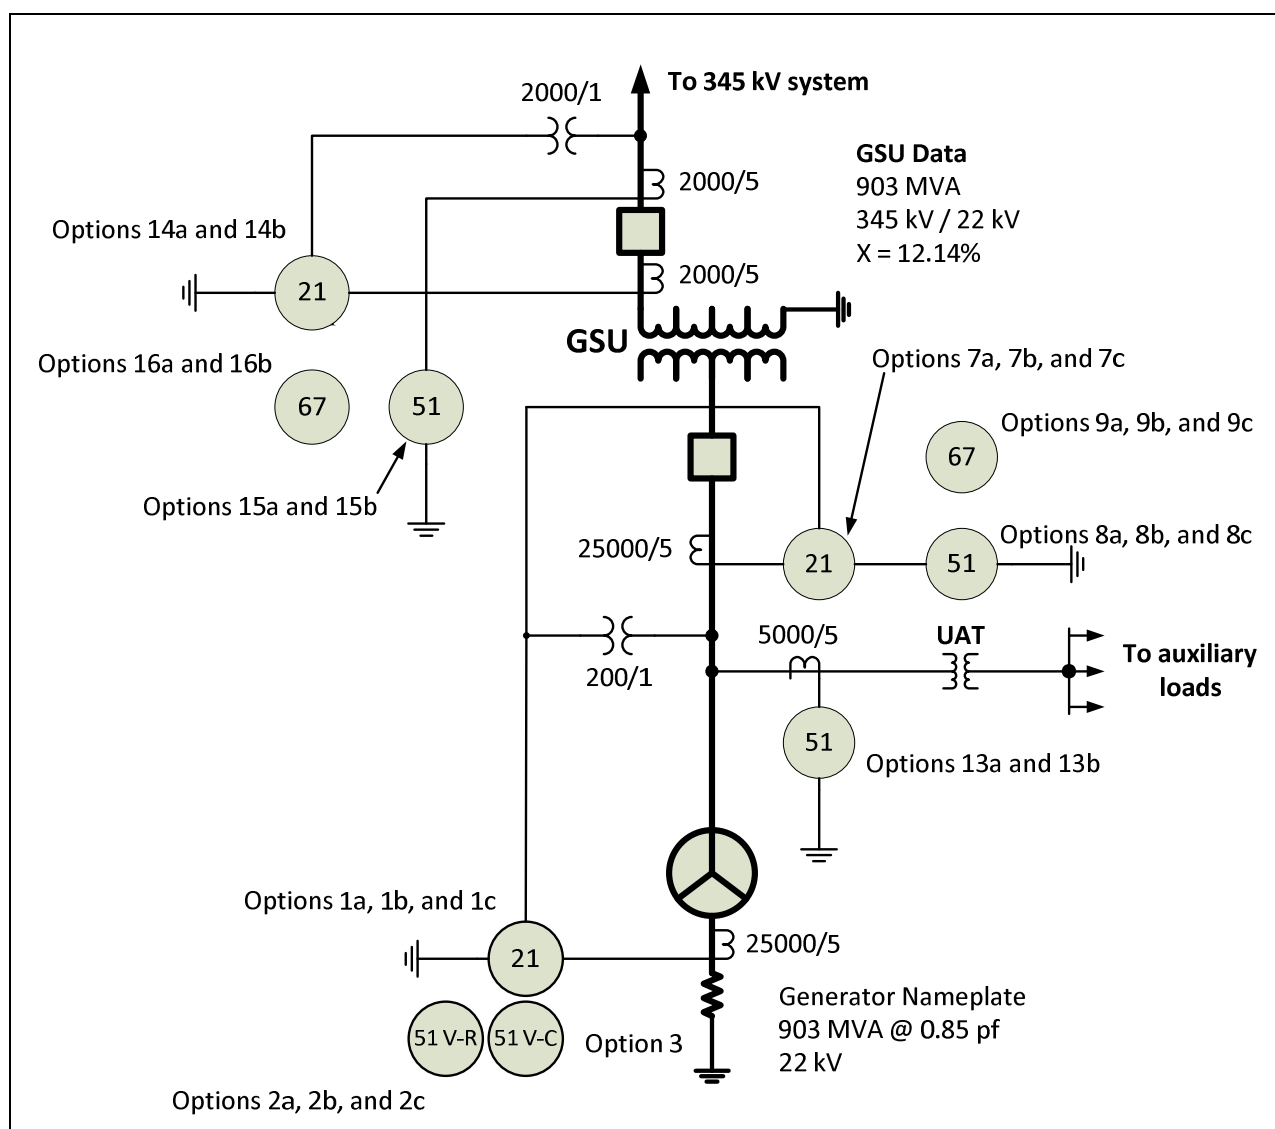 To 345 kV system
2000/1
GSU Data
903 MVA
345 kV / 22 kV
X = 12.14%
2000/5
Options 14a and 14b
2000/5
21
GSU
Options 16a and 16b
67
51
Options 7a, 7b, and 7c
Options 9a, 9b, and 9c
67
Options 15a and 15b
25000/5
21
51
Options 8a, 8b, and 8c
200/1
5000/5
UAT
To auxiliary
loads
51
Options 13a and 13b
Options 1a, 1b, and 1c
21
25000/5
51 V-R
51 V-C
Option 3
Generator Nameplate
903 MVA @ 0.85 pf
22 kV
Options 2a, 2b, and 2c